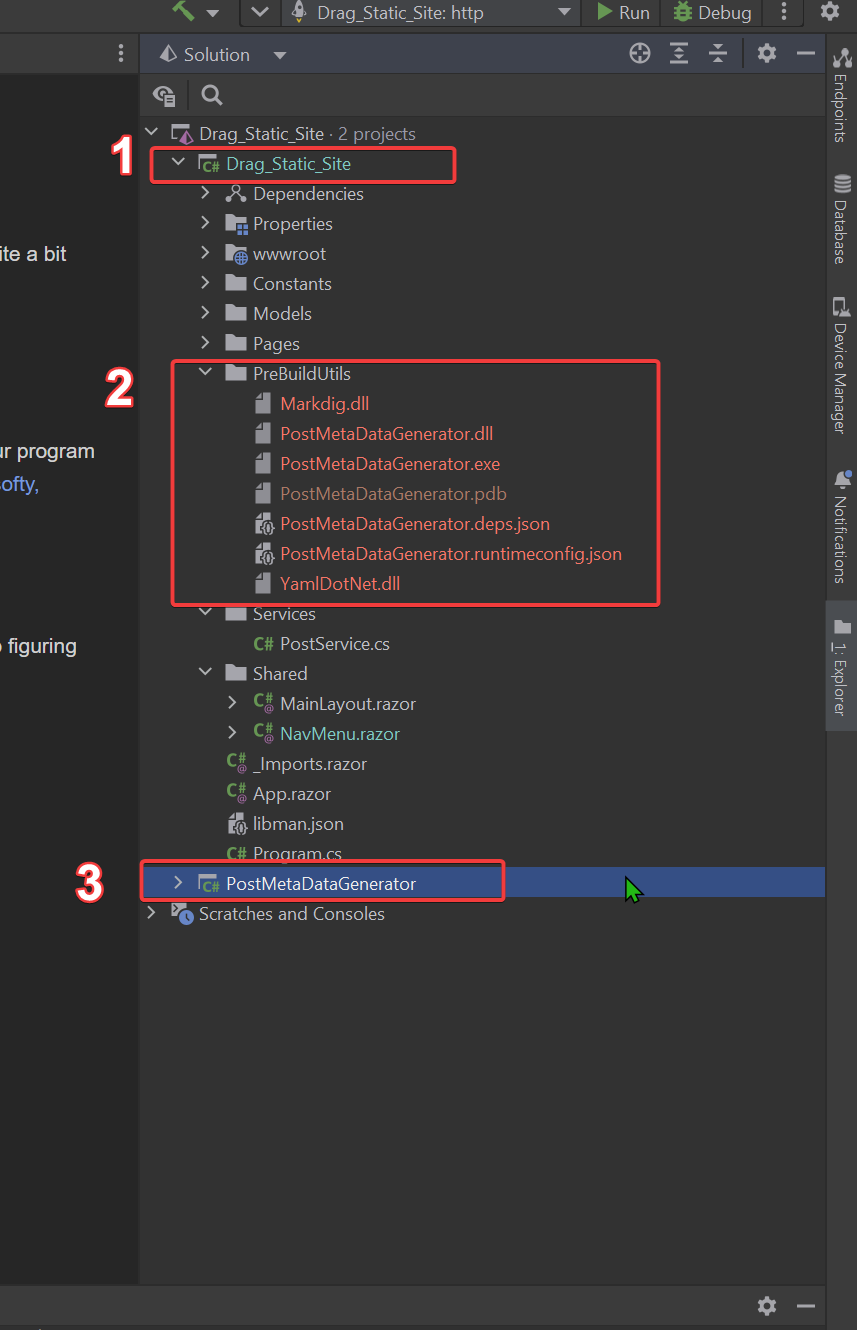 Drag_Static_Site: http
Run
Debug
Solution
Drag_Static_Site · 2 projects
1
C# Drag_Static_Site
Dependencies
Properties
ite a bit
wwwroot
Constants
Models
Pages
2
PreBuildUtils
Markdig.dll
PostMetaDataGenerator.dll
ur program
PostMetaDataGenerator.exe
softy,
PostMetaDataGenerator.pdb
PostMetaDataGenerator.deps.json
PostMetaDataGenerator.runtimeconfig.json
YamlDotNet.dll
Services
figuring
C# PostService.cs
Shared
C# MainLayout.razor
C# NavMenu.razor
C# _Imports.razor
C# App.razor
libman.json
C# Program.cs
3
C# PostMetaDataGenerator
Scratches and Consoles
Endpoints
Database
Device Manager
Notifications
1: Explorer